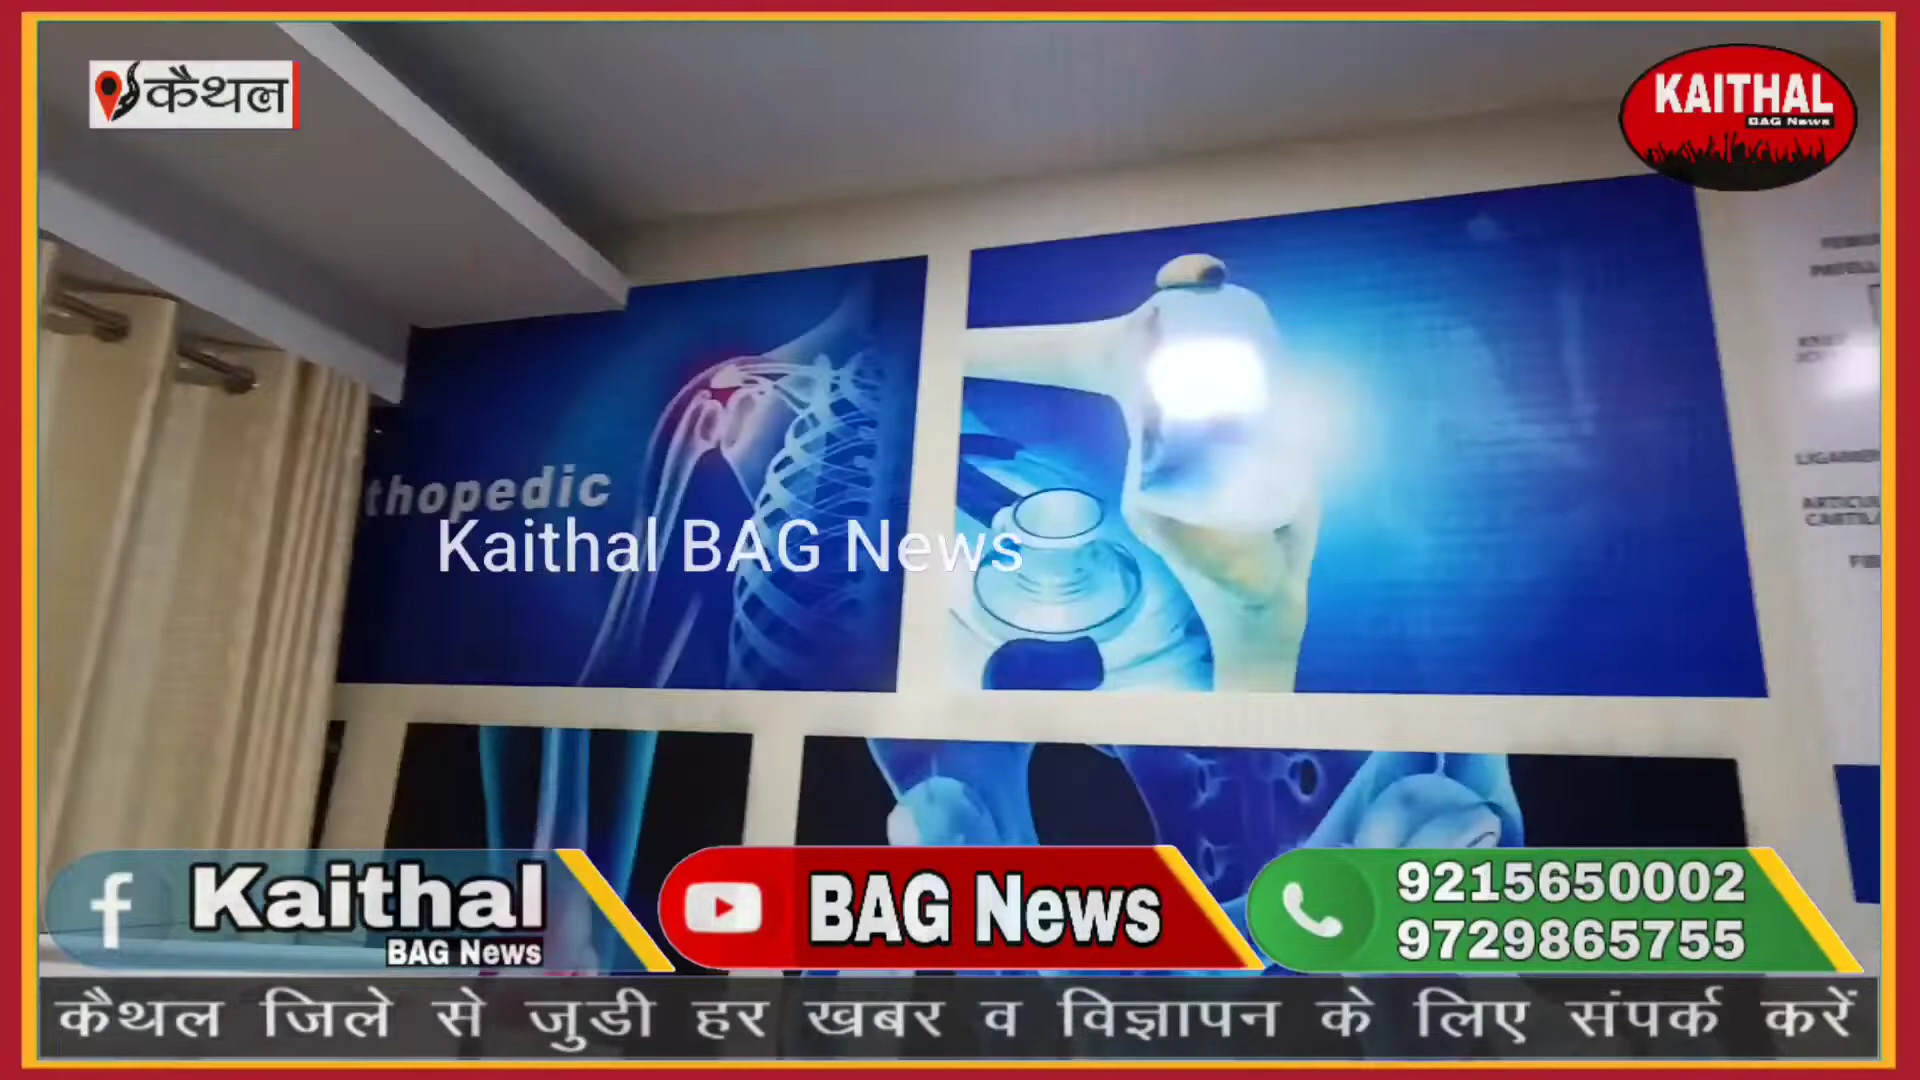 कैथल
KAITHAL
BAG News
thopedic
Kaithal BAG News
ARTICU
Kaithal
BAG News
BAG News
9215650002
9729865755
कैथल जिले से जुडी हर खबर व विज्ञापन के लिए संपर्क करें